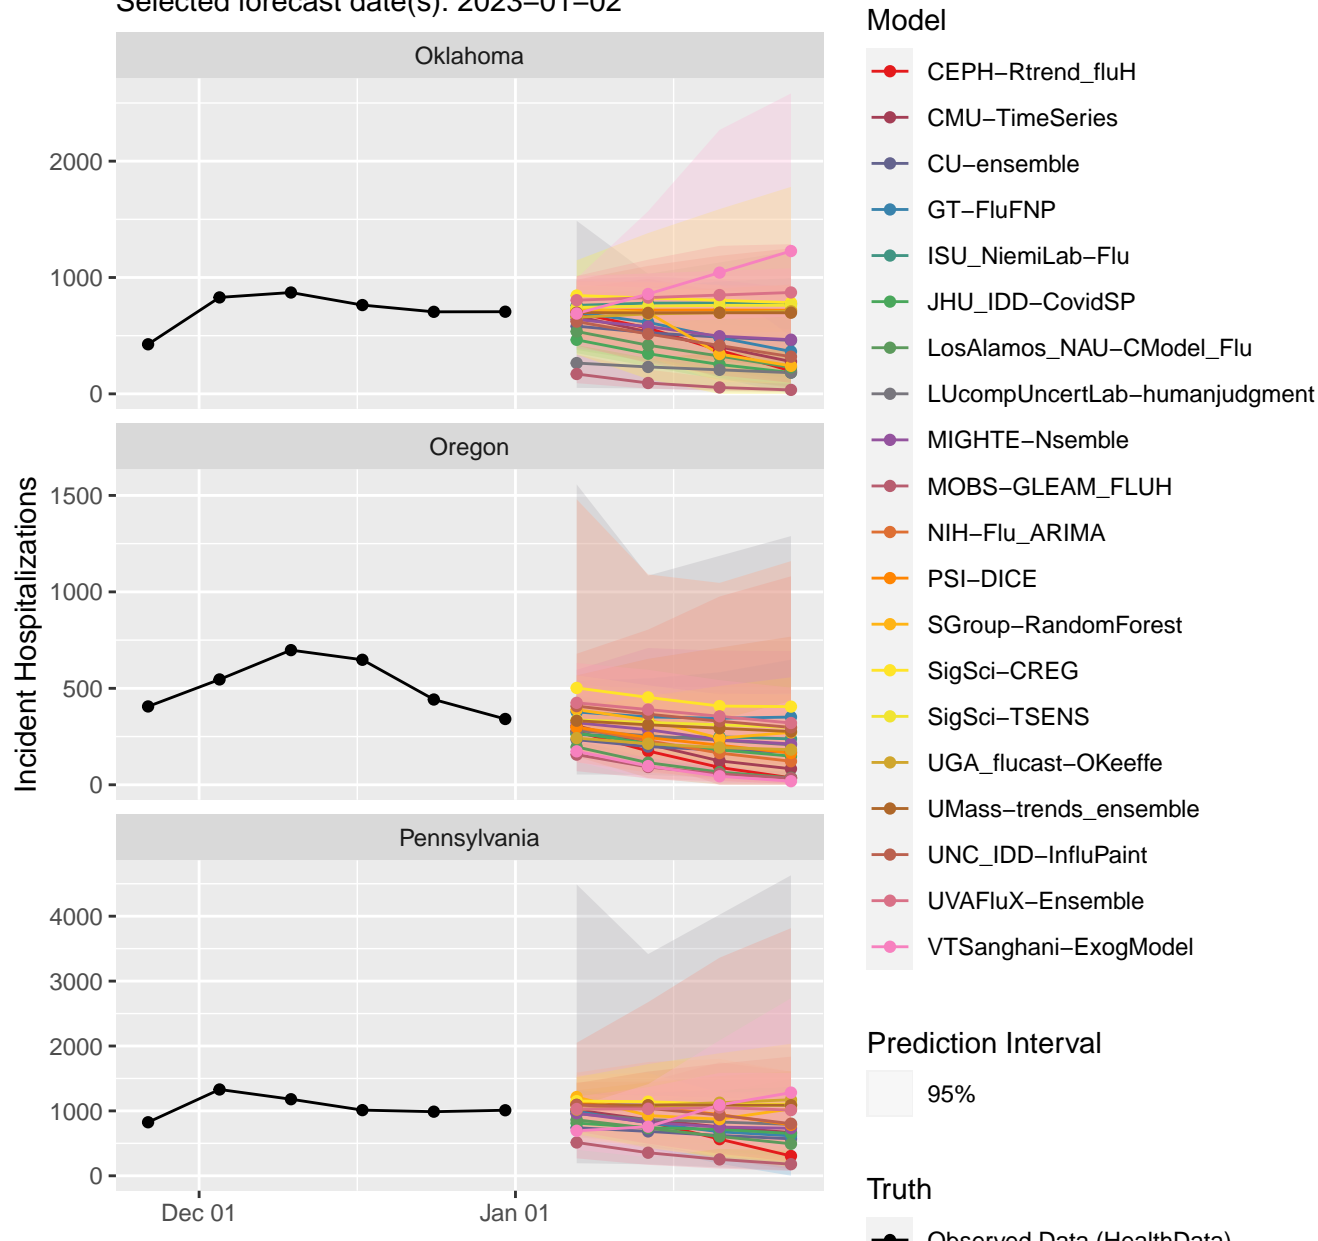 Selected forecast date(s): 2023−01−02
Oklahoma
2000
1000
0
Oregon
1500
1000
500
0
Pennsylvania
4000
3000
2000
1000
0
Dec 01
Jan 01
Incident Hospitalizations
Model
CEPH−Rtrend_fluH
CMU−TimeSeries
CU−ensemble
GT−FluFNP
ISU_NiemiLab−Flu
JHU_IDD−CovidSP
LosAlamos_NAU−CModel_Flu
LUcompUncertLab−humanjudgment
MIGHTE−Nsemble
MOBS−GLEAM_FLUH
NIH−Flu_ARIMA
PSI−DICE
SGroup−RandomForest
SigSci−CREG
SigSci−TSENS
UGA_flucast−OKeeffe
UMass−trends_ensemble
UNC_IDD−InfluPaint
UVAFluX−Ensemble
VTSanghani−ExogModel
Prediction Interval
95%
Truth
Observed Data (HealthData)